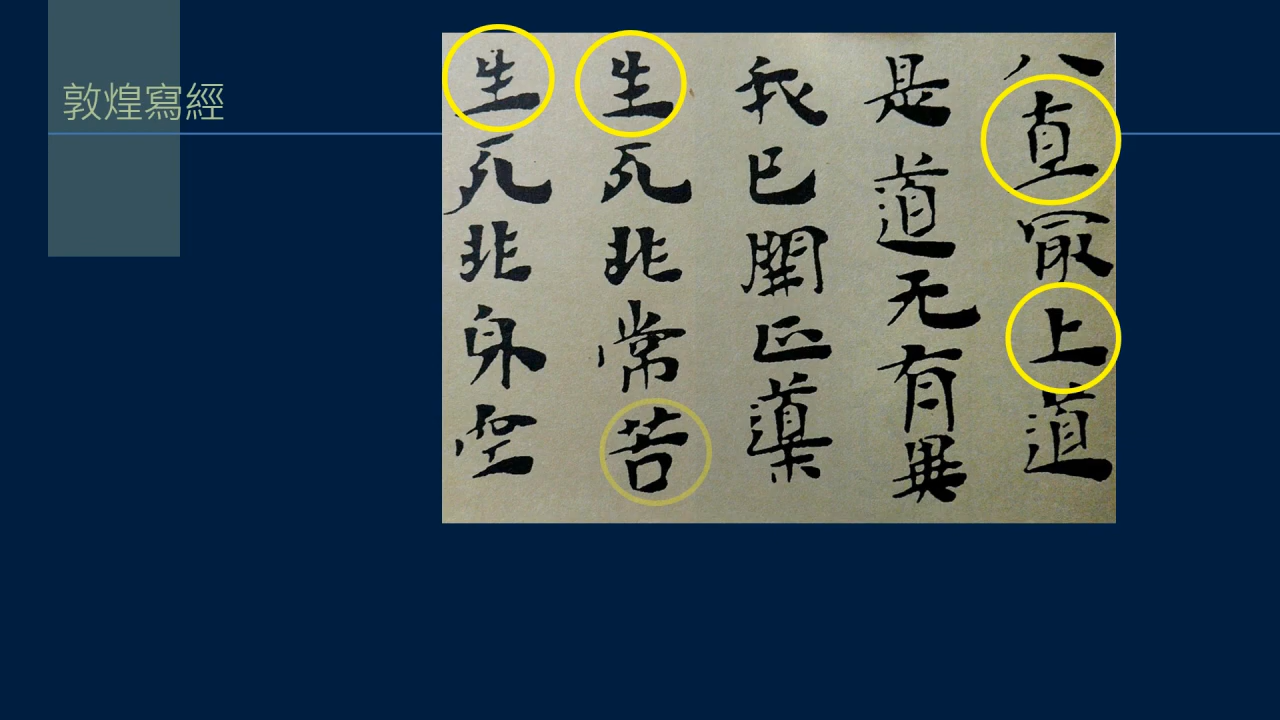 敦煌寫經
八直冣上道
是道无有異
我已開正
生死非常苦
生死非身空